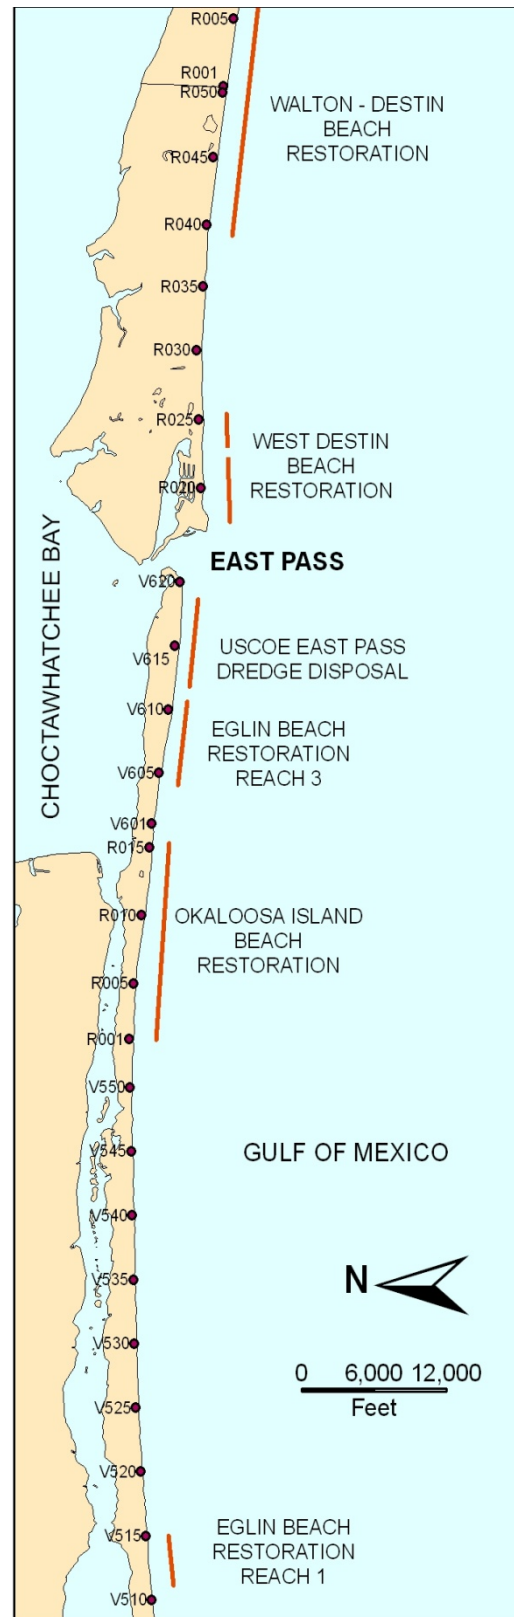 R005
R001
R050
WALTON - DESTIN
BEACH
RESTORATION
R045
R040
R035
R030
R025
WEST DESTIN
BEACH
RESTORATION
R020
EAST PASS
V620
USCOE EAST PASS
DREDGE DISPOSAL
V615
V610
EGLIN BEACH
RESTORATION
REACH 3
V605
CHOCTAWHATCHEE BAY
V601
R015
OKALOOSA ISLAND
BEACH
RESTORATION
R010
R005
R001
V550
V545
GULF OF MEXICO
V540
V535
N
V530
0 6,000 12,000
Feet
V525
V520
V515
EGLIN BEACH
RESTORATION
REACH 1
V510